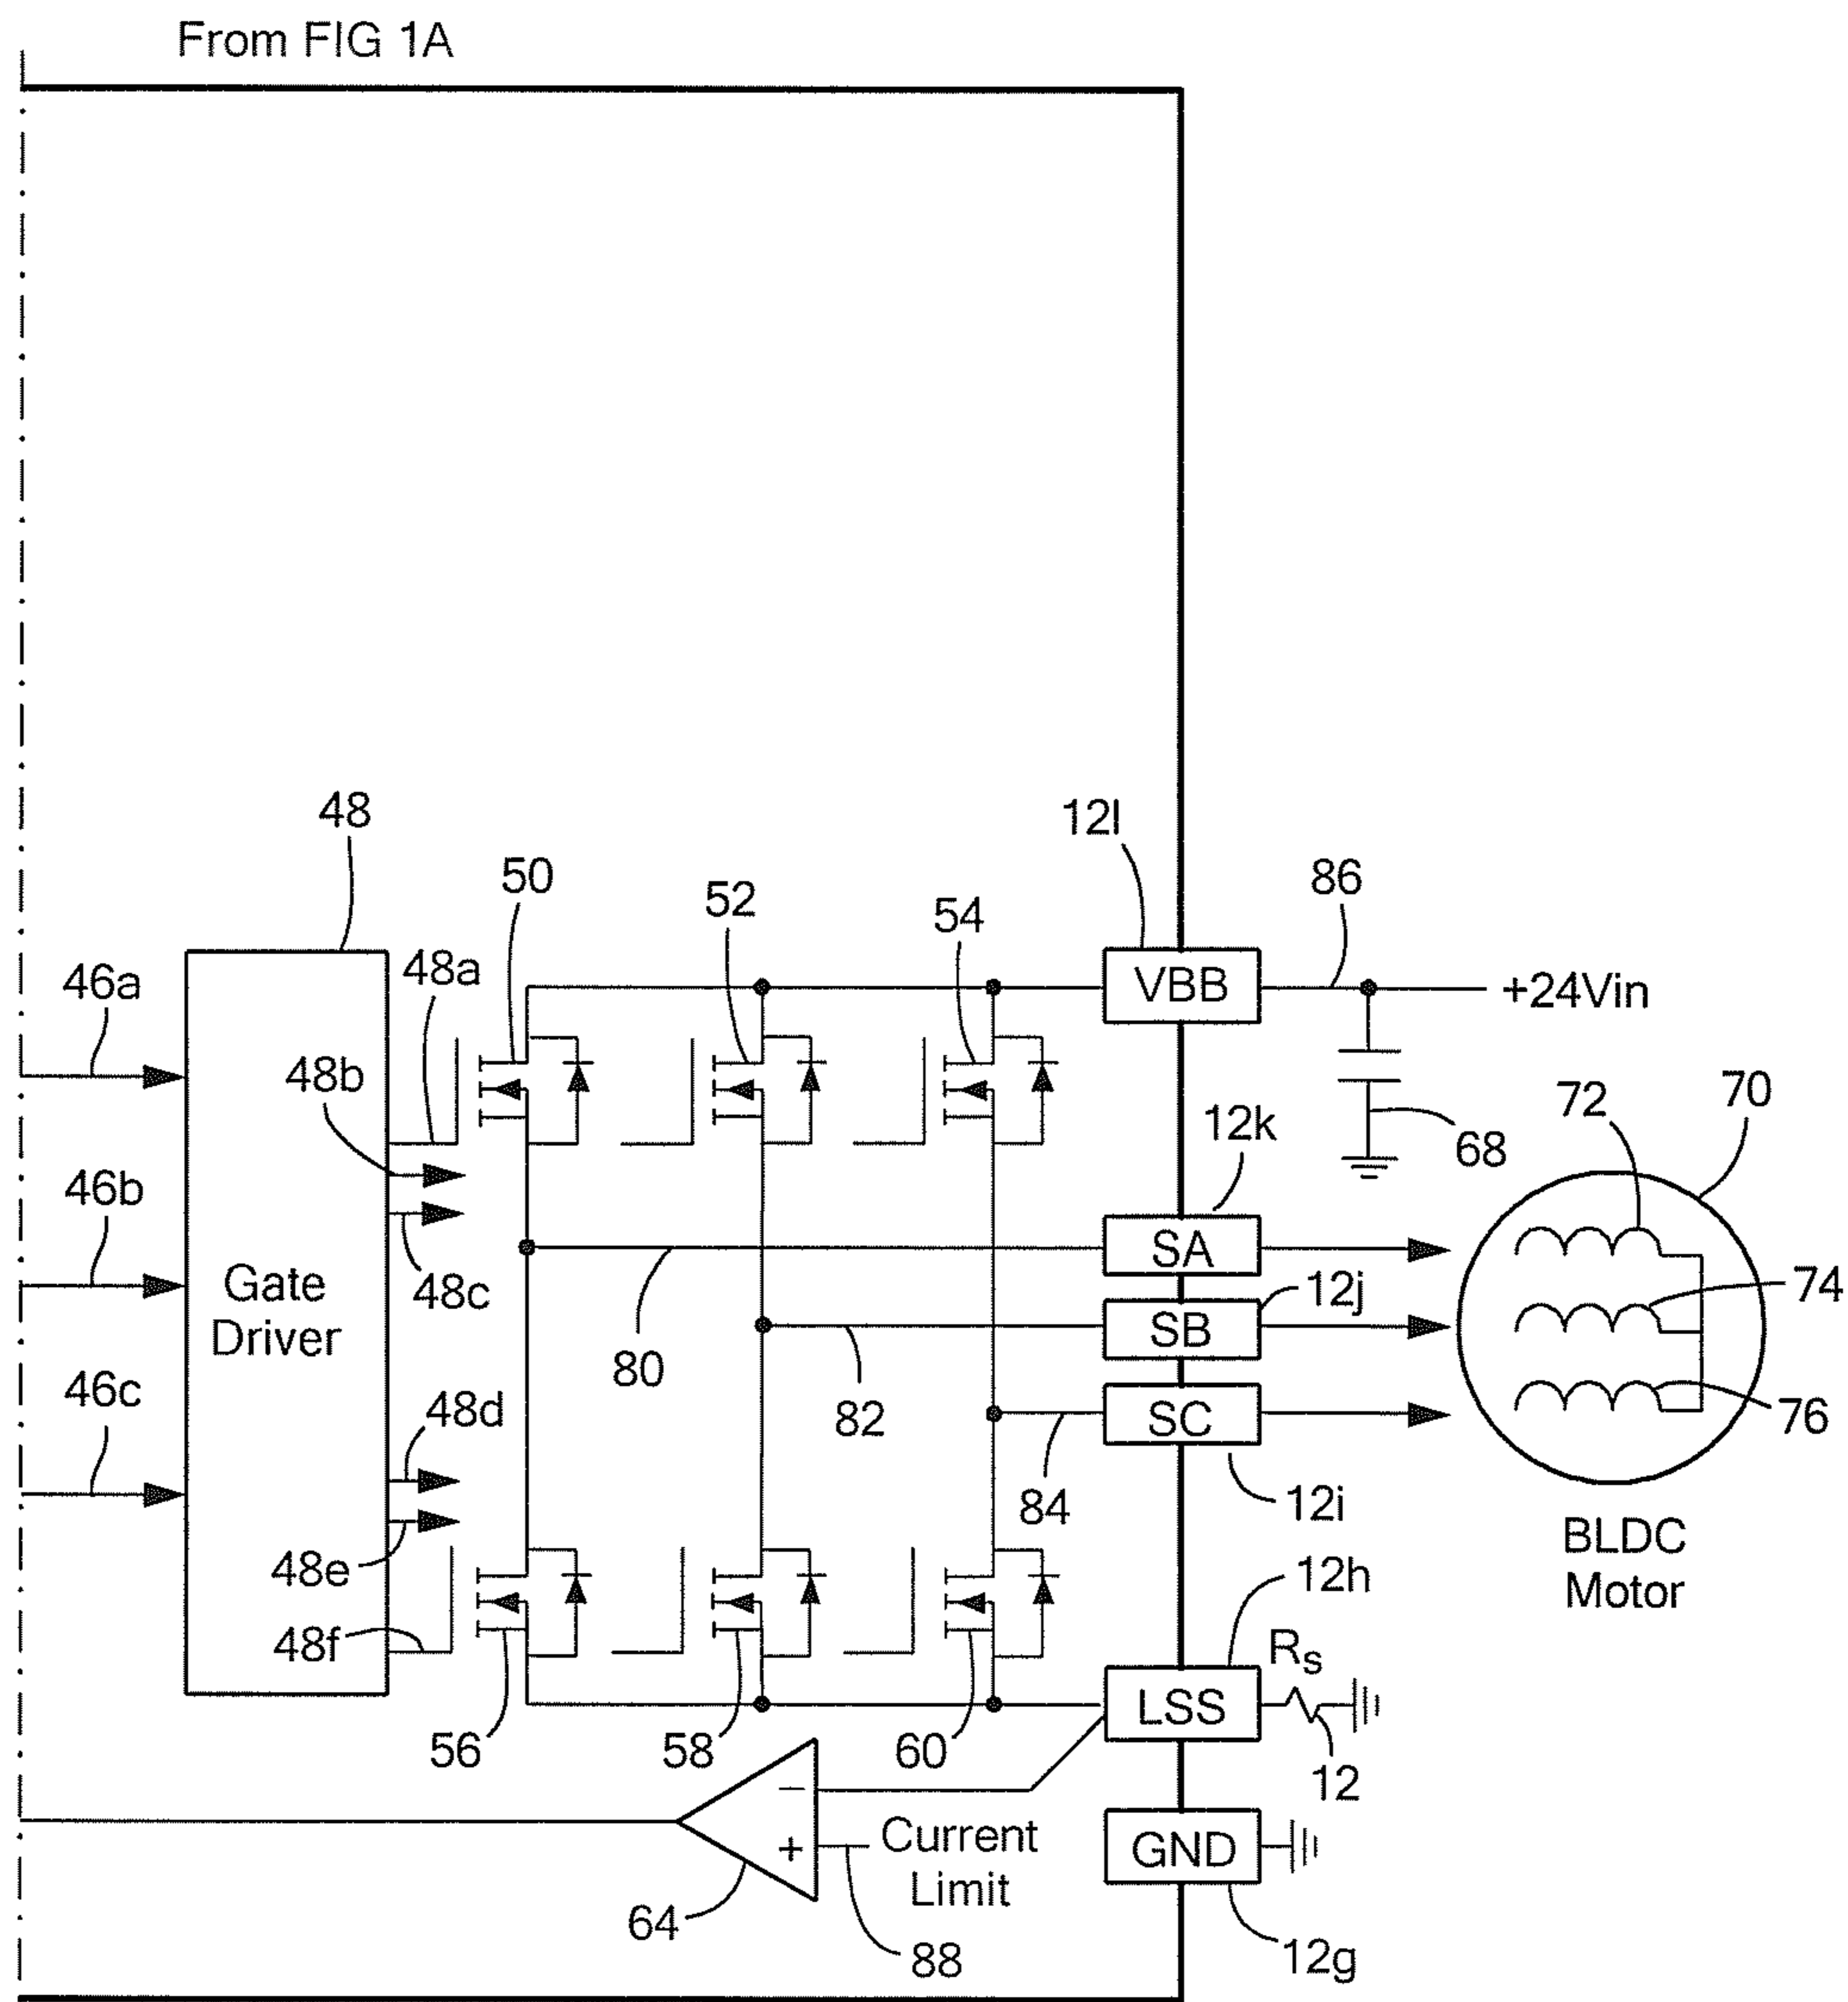 From FIG 1A
48
12l
50
52
54
86
46a
48a
VBB
+24Vin
48b
12k
72
70
68
46b
SA
48c
12j
74
Gate
Driver
80
82
SB
46c
48d
SC
76
84
12i
BLDC
Motor
48e
12h
48f
Rs
LSS
56
58
60
12
−
+
Current
Limit
GND
64
88
12g